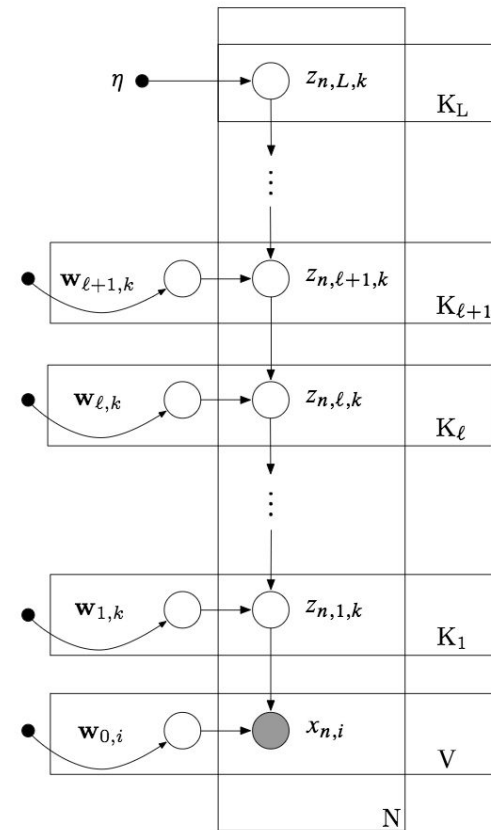 η z_{n,L,k}
K_L
⋮
w_{ℓ+1,k} z_{n,ℓ+1,k}
K_{ℓ+1}
w_{ℓ,k} z_{n,ℓ,k}
K_ℓ
⋮
w_{1,k} z_{n,1,k}
K_1
w_{0,i} x_{n,i}
V
N